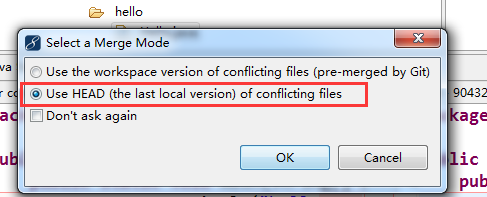 hello
Select a Merge Mode
Use the workspace version of conflicting files (pre-merged by Git)
Use HEAD (the last local version) of conflicting files
Don't ask again
OK
Cancel
90432